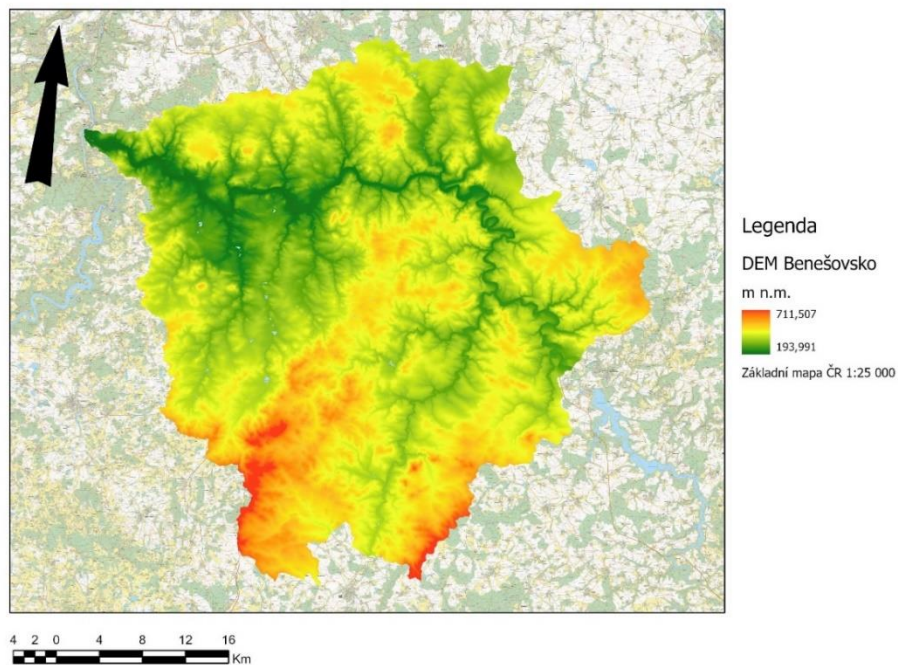 Legenda
DEM Benešovsko
m n.m.
711,507
193,991
Základní mapa ČR 1:25 000
4 2 0 4 8 12 16
Km